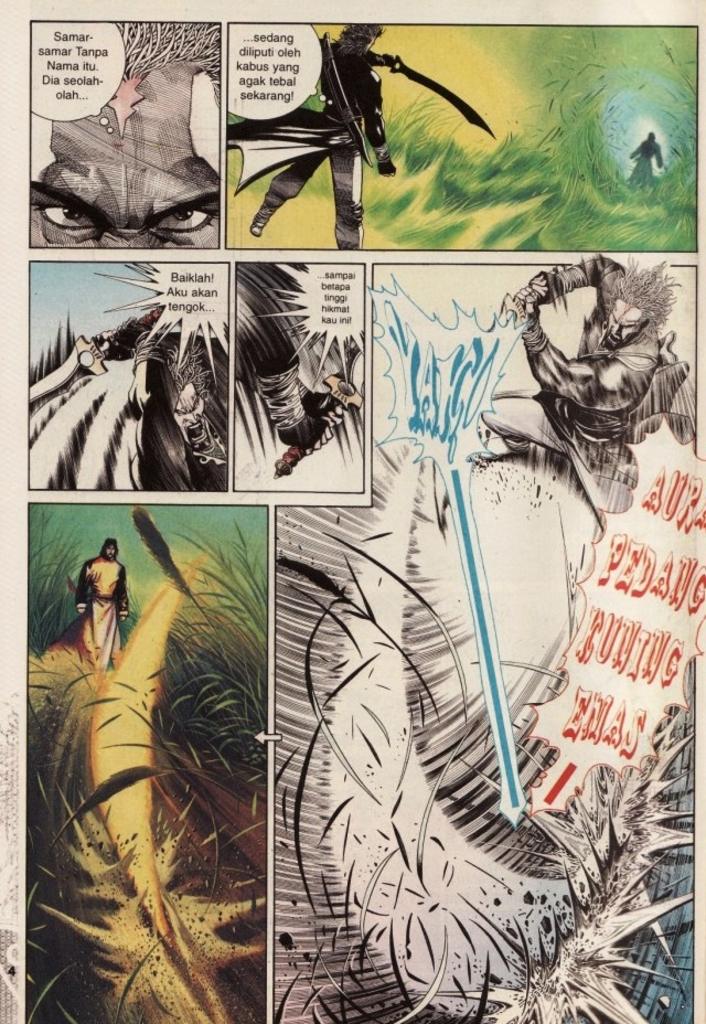 Samar-
samar Tanpa
Nama itu.
Dia seolah-
olah...
...sedang
diliputi oleh
kabus yang
agak tebal
sekarang!
Baiklah!
Aku akan
tengok...
...sampai
betapa
tinggi
hikmat
kau ini!
YANGG
AURA
PEDANG
KUNING
EMAS
!
4